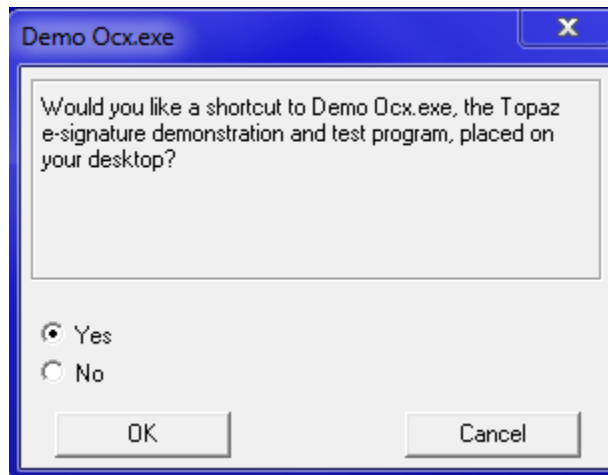 Demo Ocx.exe
Would you like a shortcut to Demo Ocx.exe, the Topaz
e-signature demonstration and test program, placed on
your desktop?
Yes
No
OK
Cancel